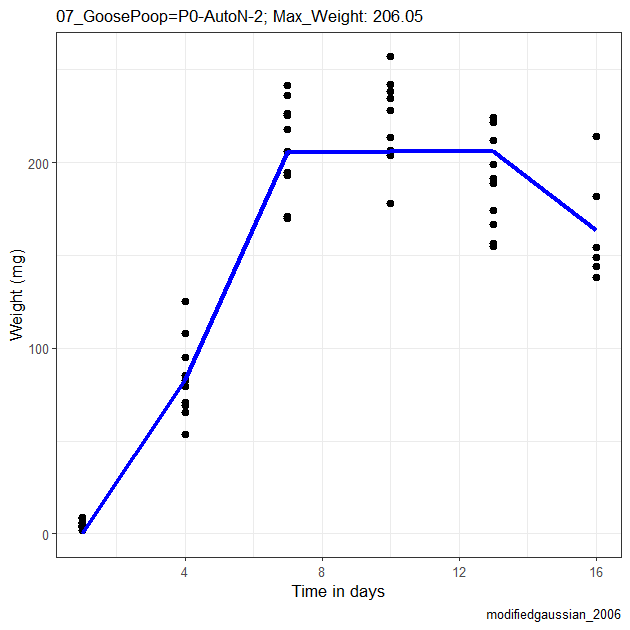 07_GoosePoop=P0-AutoN-2; Max_Weight: 206.05
Weight (mg)
200
100
0
4
8
12
16
Time in days
modifiedgaussian_2006